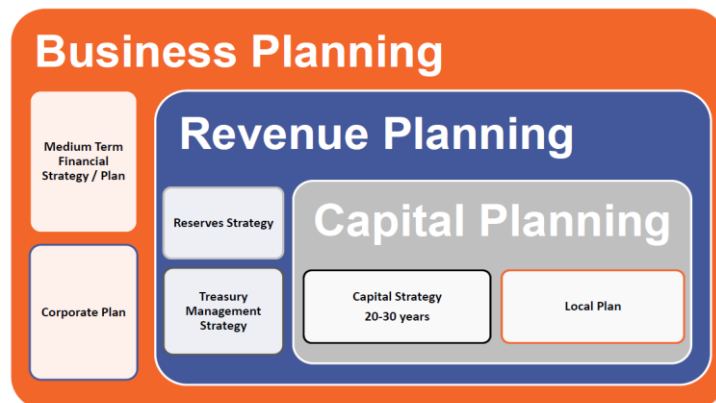 Business Planning
Medium Term
Financial
Strategy / Plan
Corporate Plan
Revenue Planning
Reserves Strategy
Treasury
Management
Strategy
Capital Planning
Capital Strategy
20-30 years
Local Plan